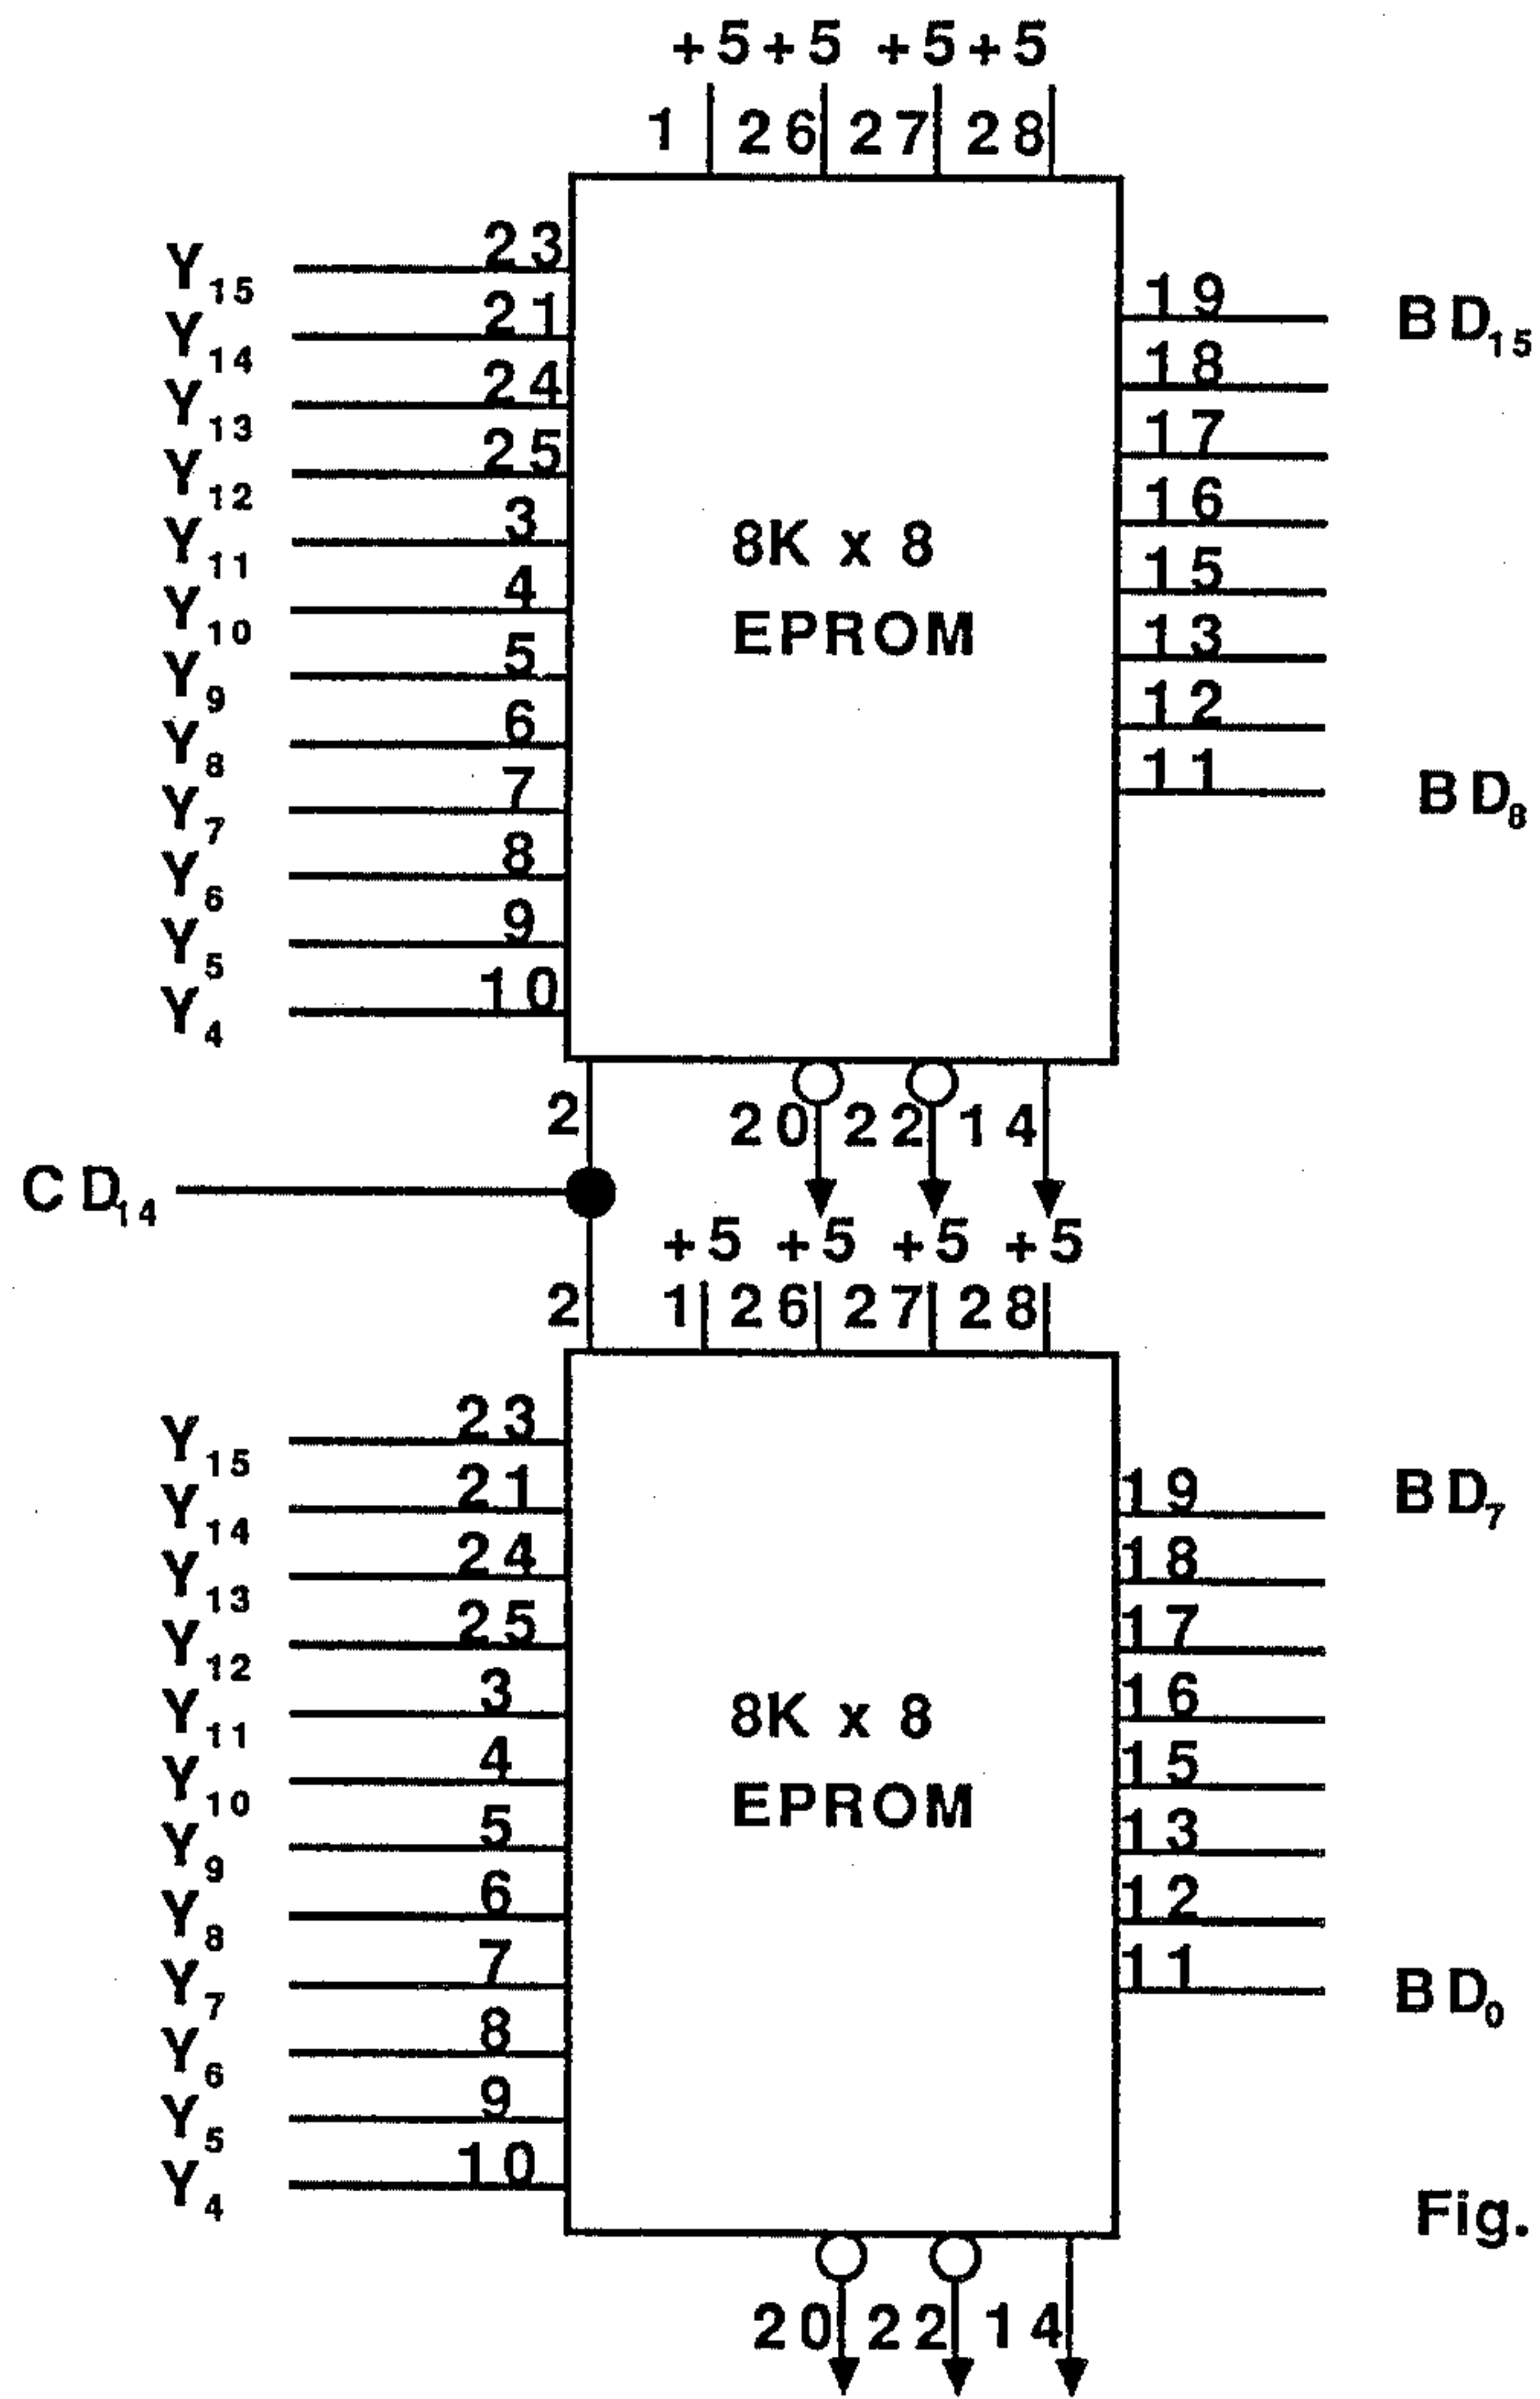 +5 +5 +5 +5
1 26 27 28
Y15 23
Y14 21
Y13 24
Y12 25
Y11 3
Y10 4
Y9 5
Y8 6
Y7 7
Y6 8
Y5 9
Y4 10
8K x 8
EPROM
19 BD15
18
17
16
15
13
12
11 BD8
2 20 22 14
CD14
+5 +5 +5 +5
2 1 26 27 28
Y15 23
Y14 21
Y13 24
Y12 25
Y11 3
Y10 4
Y9 5
Y8 6
Y7 7
Y6 8
Y5 9
Y4 10
8K x 8
EPROM
19 BD7
18
17
16
15
13
12
11 BD0
Fig.
20 22 14